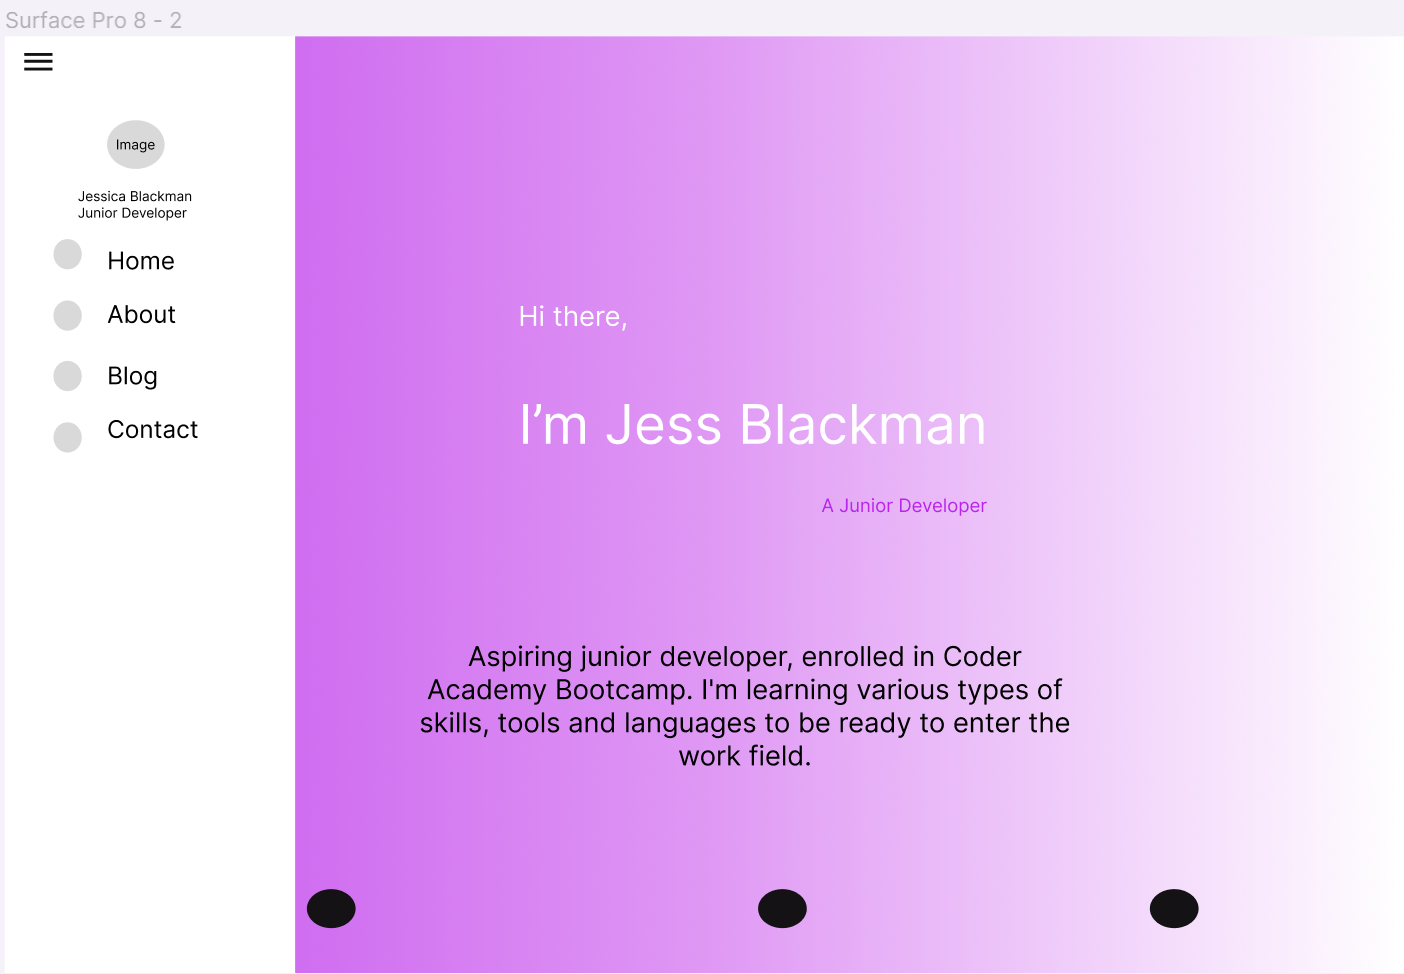 Surface Pro 8 - 2
Image
Jessica Blackman
Junior Developer
Home
About
Blog
Contact
Hi there,
I’m Jess Blackman
A Junior Developer
Aspiring junior developer, enrolled in Coder
Academy Bootcamp. I'm learning various types of
skills, tools and languages to be ready to enter the
work field.